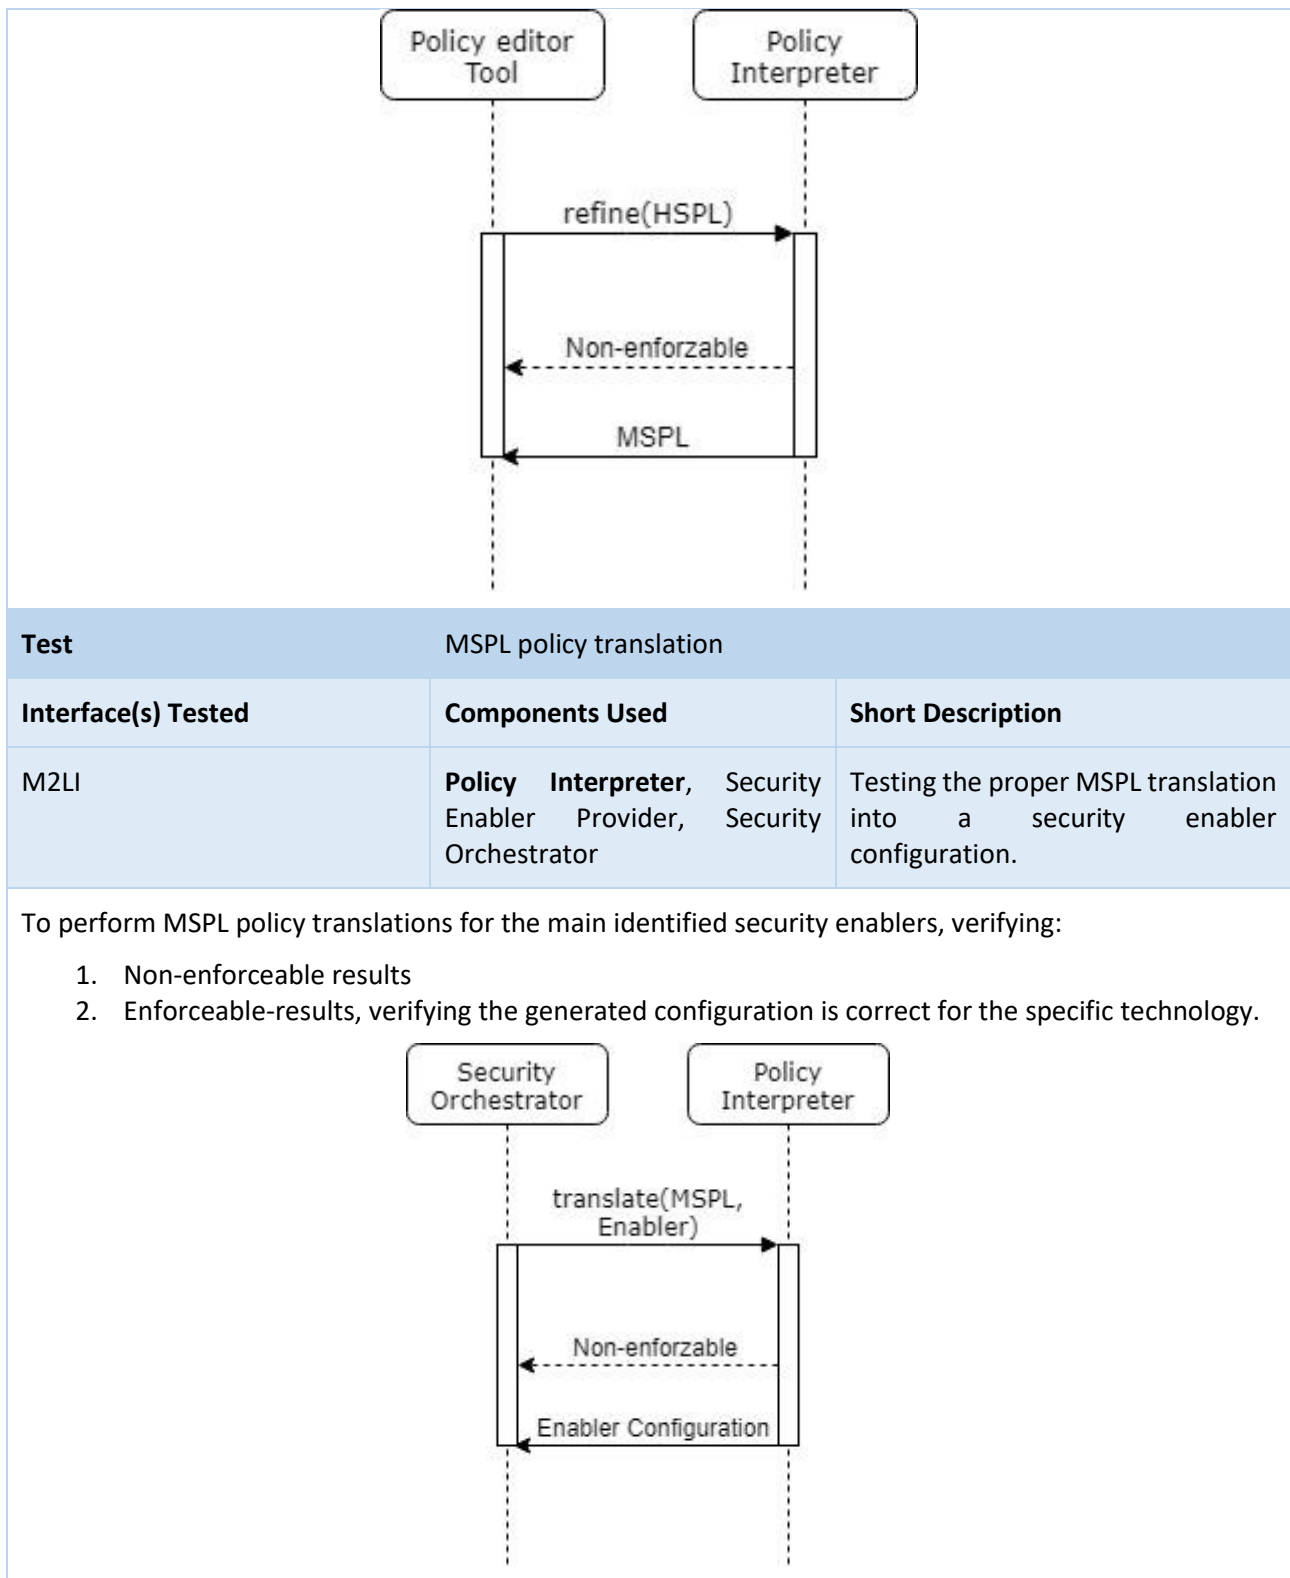 Policy editor
Tool
Policy
Interpreter
refine(HSPL)
Non-enforzable
MSPL
Test
MSPL policy translation
Interface(s) Tested
Components Used
Short Description
M2LI
Policy Interpreter, Security
Enabler Provider, Security
Orchestrator
Testing the proper MSPL translation
into a security enabler
configuration.
To perform MSPL policy translations for the main identified security enablers, verifying:
1. Non-enforceable results
2. Enforceable-results, verifying the generated configuration is correct for the specific technology.
Security
Orchestrator
Policy
Interpreter
translate(MSPL,
Enabler)
Non-enforzable
Enabler Configuration